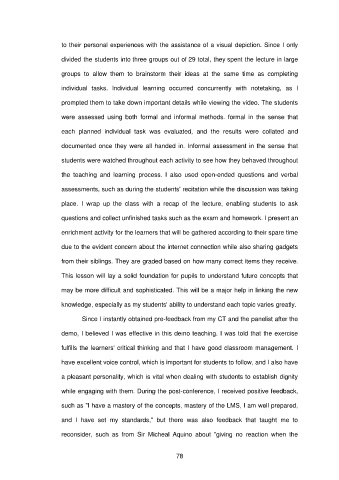 to their personal experiences with the assistance of a visual depiction. Since I only
divided the students into three groups out of 29 total, they spent the lecture in large
groups to allow them to brainstorm their ideas at the same time as completing
individual tasks. Individual learning occurred concurrently with notetaking, as I
prompted them to take down important details while viewing the video. The students
were assessed using both formal and informal methods. formal in the sense that
each planned individual task was evaluated, and the results were collated and
documented once they were all handed in. Informal assessment in the sense that
students were watched throughout each activity to see how they behaved throughout
the teaching and learning process. I also used open-ended questions and verbal
assessments, such as during the students' recitation while the discussion was taking
place. I wrap up the class with a recap of the lecture, enabling students to ask
questions and collect unfinished tasks such as the exam and homework. I present an
enrichment activity for the learners that will be gathered according to their spare time
due to the evident concern about the internet connection while also sharing gadgets
from their siblings. They are graded based on how many correct items they receive.
This lesson will lay a solid foundation for pupils to understand future concepts that
may be more difficult and sophisticated. This will be a major help in linking the new
knowledge, especially as my students' ability to understand each topic varies greatly.
Since I instantly obtained pre-feedback from my CT and the panelist after the
demo, I believed I was effective in this demo teaching. I was told that the exercise
fulfills the learners' critical thinking and that I have good classroom management. I
have excellent voice control, which is important for students to follow, and I also have
a pleasant personality, which is vital when dealing with students to establish dignity
while engaging with them. During the post-conference, I received positive feedback,
such as "I have a mastery of the concepts, mastery of the LMS, I am well prepared,
and I have set my standards," but there was also feedback that taught me to
reconsider, such as from Sir Micheal Aquino about "giving no reaction when the
78